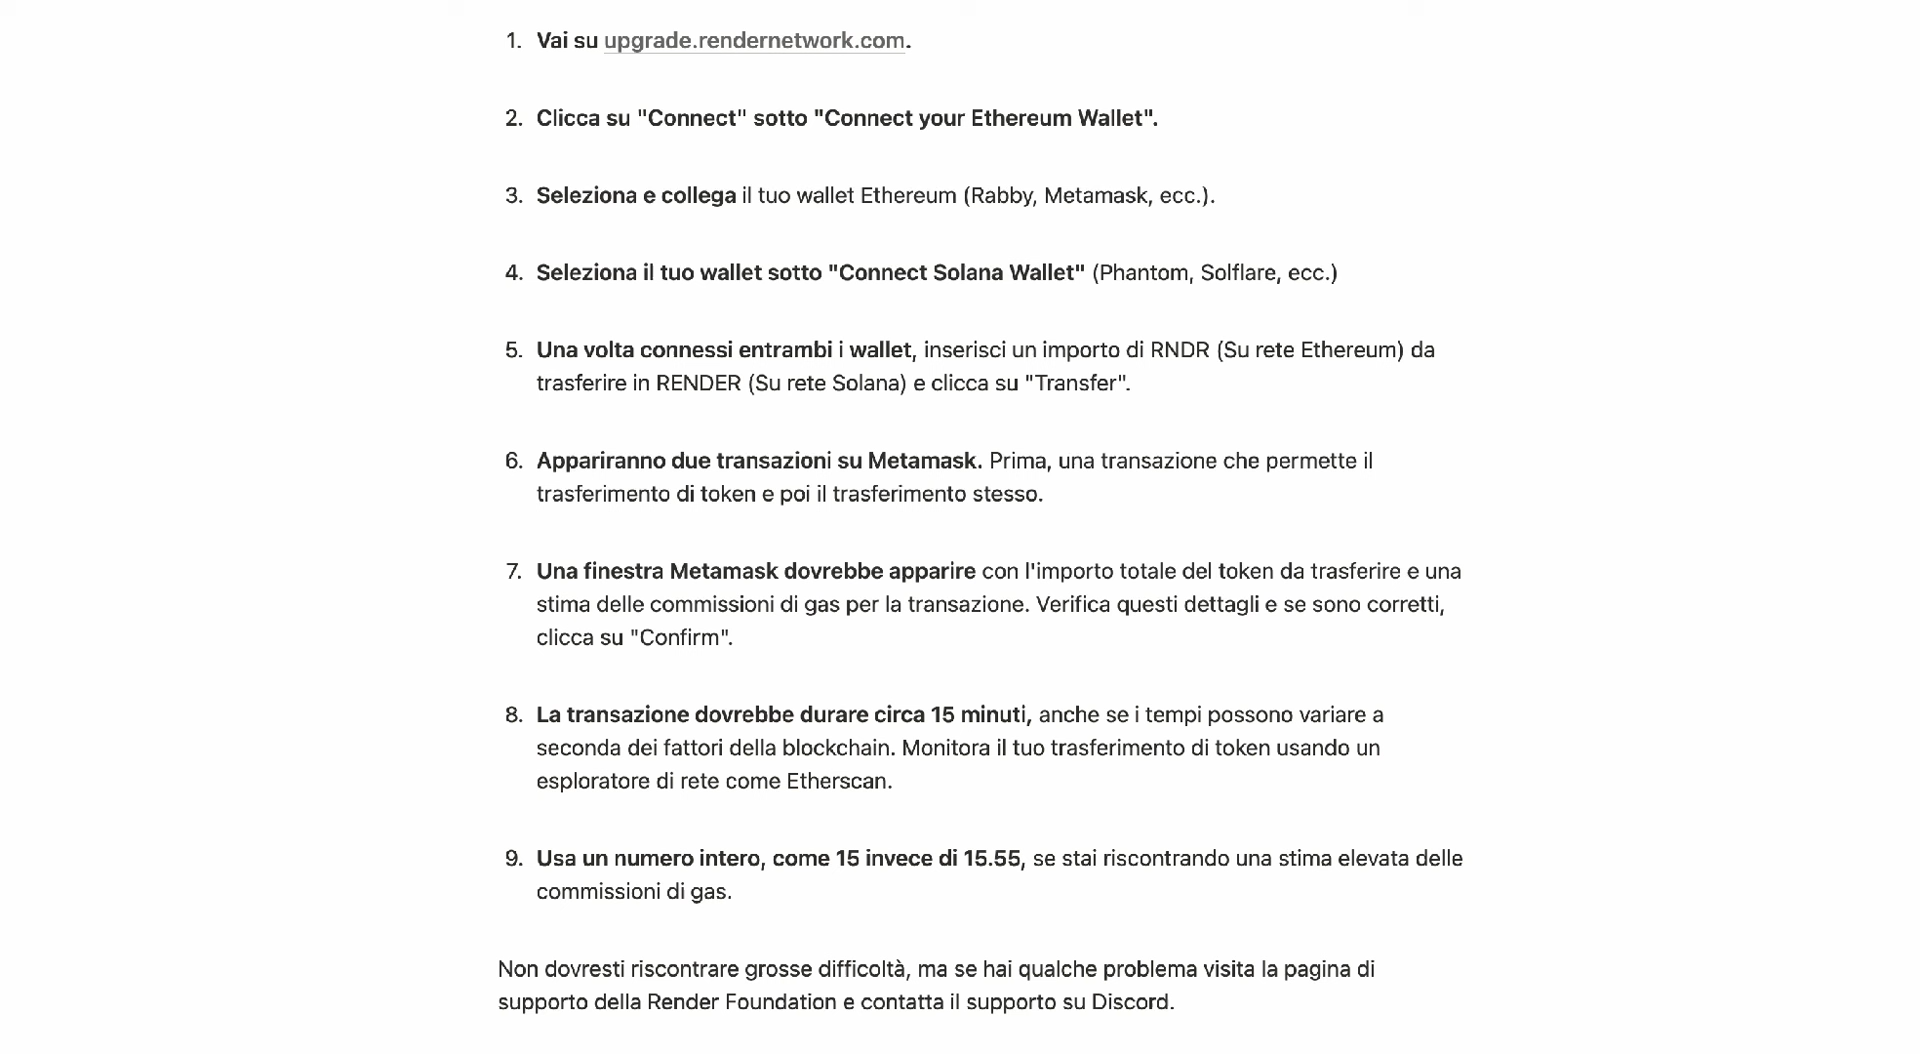 1. Vai su upgrade.rendernetwork.com.
2. Clicca su "Connect" sotto "Connect your Ethereum Wallet".
3. Seleziona e collega il tuo wallet Ethereum (Rabby, Metamask, ecc.).
4. Seleziona il tuo wallet sotto "Connect Solana Wallet" (Phantom, Solflare, ecc.)
5. Una volta connessi entrambi i wallet, inserisci un importo di RNDR (Su rete Ethereum) da
trasferire in RENDER (Su rete Solana) e clicca su "Transfer".
6. Appariranno due transazioni su Metamask. Prima, una transazione che permette il
trasferimento di token e poi il trasferimento stesso.
7. Una finestra Metamask dovrebbe apparire con l'importo totale del token da trasferire e una
stima delle commissioni di gas per la transazione. Verifica questi dettagli e se sono corretti,
clicca su "Confirm".
8. La transazione dovrebbe durare circa 15 minuti, anche se i tempi possono variare a
seconda dei fattori della blockchain. Monitora il tuo trasferimento di token usando un
esploratore di rete come Etherscan.
9. Usa un numero intero, come 15 invece di 15.55, se stai riscontrando una stima elevata delle
commissioni di gas.
Non dovresti riscontrare grosse difficoltà, ma se hai qualche problema visita la pagina di
supporto della Render Foundation e contatta il supporto su Discord.